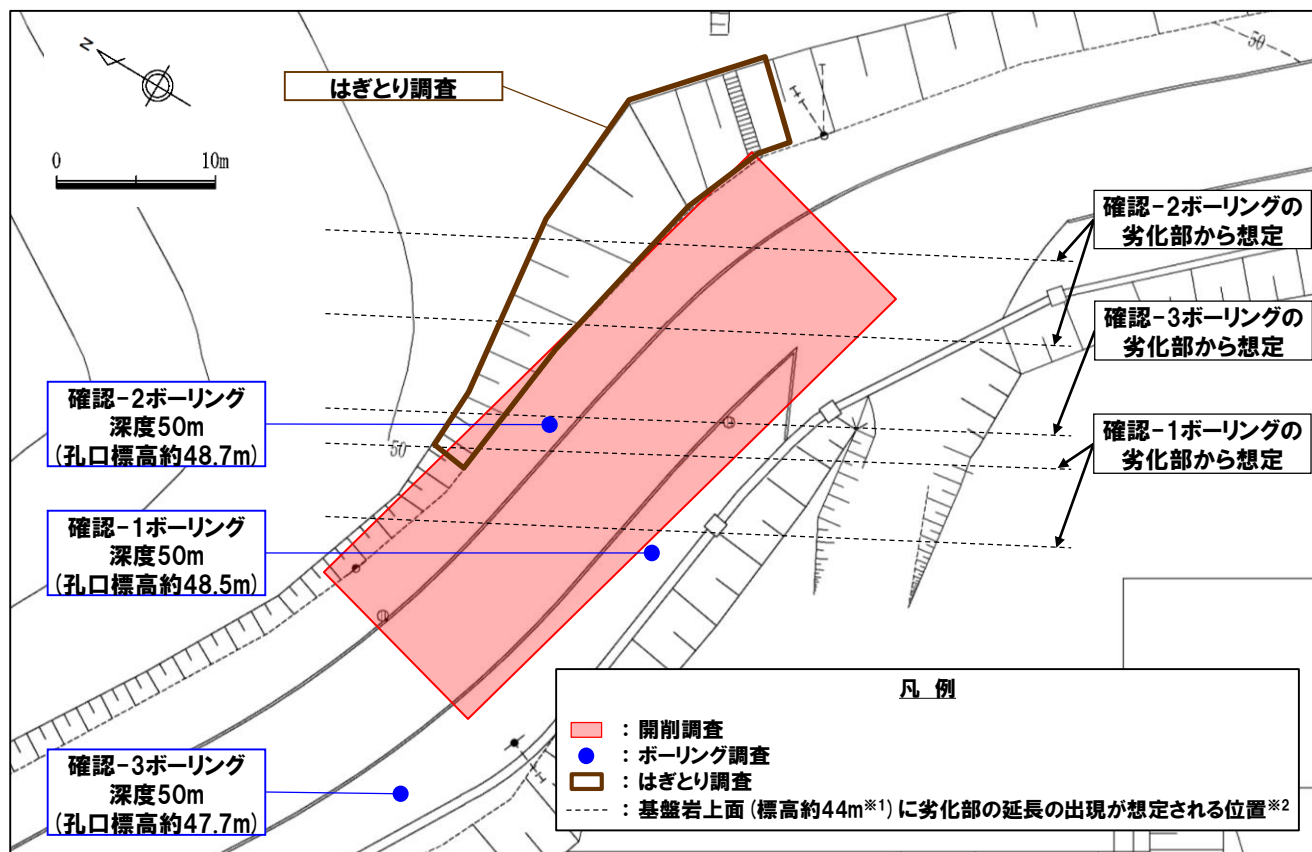 N
0
10m
はぎとり調査
50
確認-2ボーリングの
劣化部から想定
確認-3ボーリングの
劣化部から想定
確認-1ボーリングの
劣化部から想定
確認-2ボーリング
深度50m
(孔口標高約48.7m)
50
確認-1ボーリング
深度50m
(孔口標高約48.5m)
確認-3ボーリング
深度50m
(孔口標高約47.7m)
凡 例
: 開削調査
: ボーリング調査
: はぎとり調査
: 基盤岩上面(標高約44m※1)に劣化部の延長の出現が想定される位置※2